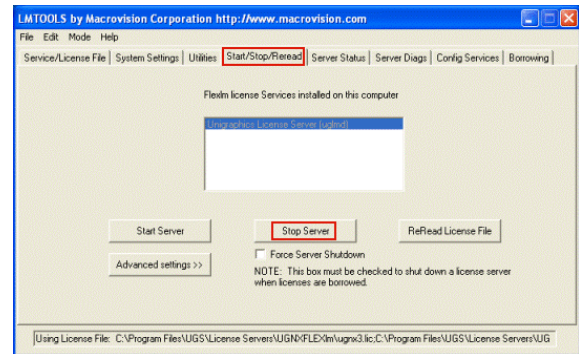 LMTOOLS by Macrovision Corporation http://www.macrovision.com
File Edit Mode Help
Service/License File System Settings Utilities Start/Stop/Reread Server Status Server Diags Config Services Borrowing
Flexlm license Services installed on this computer
Unigraphics License Server (uglmd)
Start Server Stop Server ReRead License File
Force Server Shutdown
Advanced settings >>
NOTE: This box must be checked to shut down a license server
when licenses are borrowed.
Using License File: C:\Program Files\UGS\License Servers\UGNXFLEXlm\ugnx3.lic;C:\Program Files\UGS\License Servers\UG